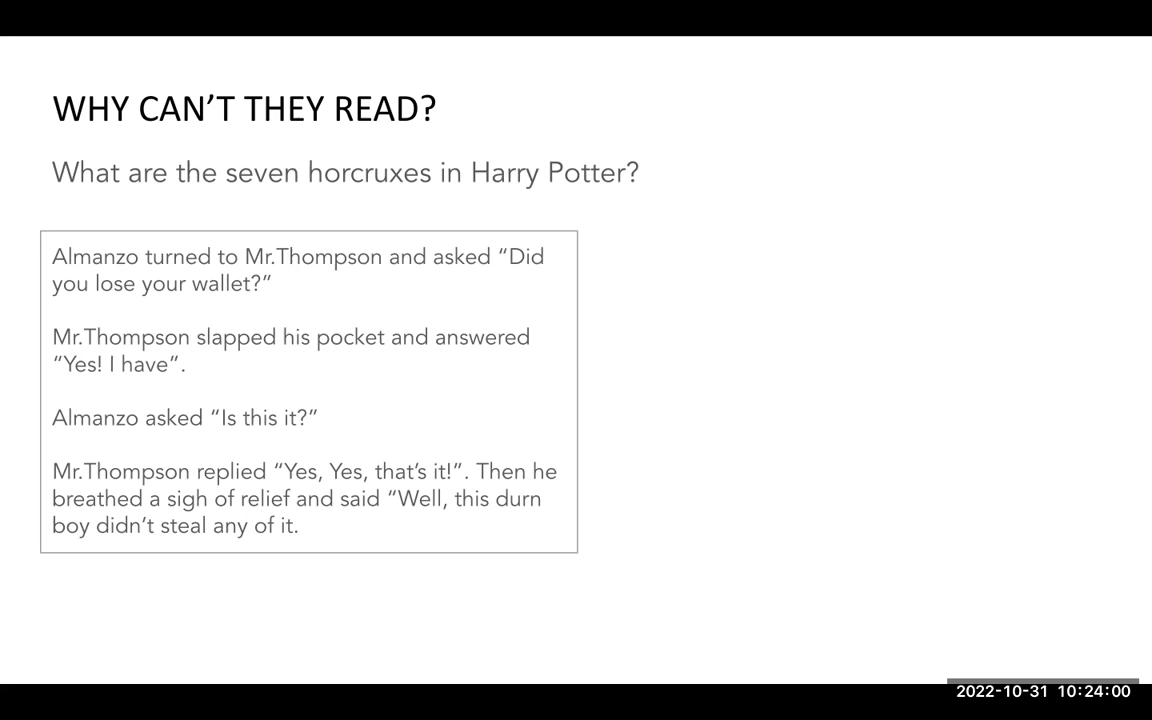 WHY CAN’T THEY READ?
What are the seven horcruxes in Harry Potter?
Almanzo turned to Mr.Thompson and asked “Did
you lose your wallet?”
Mr.Thompson slapped his pocket and answered
“Yes! I have”.
Almanzo asked “Is this it?”
Mr.Thompson replied “Yes, Yes, that’s it!”. Then he
breathed a sigh of relief and said “Well, this durn
boy didn’t steal any of it.
2022-10-31 10:24:00